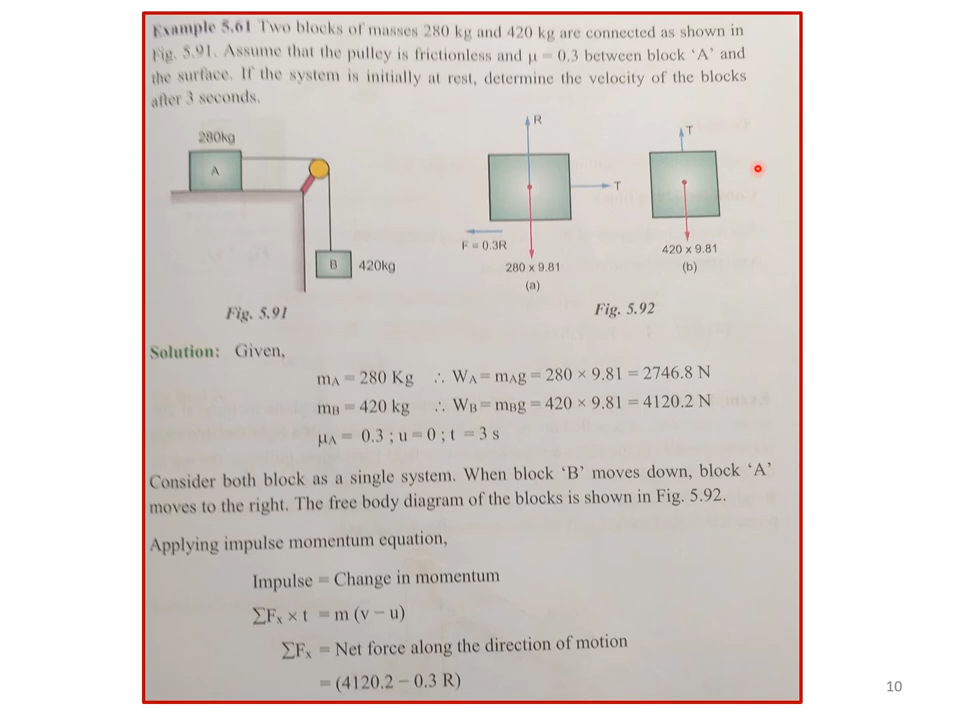 Example 5.61 Two blocks of masses 280 kg and 420 kg are connected as shown in
Fig. 5.91. Assume that the pulley is frictionless and μ = 0.3 between block ‘A’ and
the surface. If the system is initially at rest, determine the velocity of the blocks
after 3 seconds.
280kg
A
B
420kg
Fig. 5.91
R
T
F = 0.3R
280 x 9.81
(a)
T
420 x 9.81
(b)
Fig. 5.92
Solution: Given,
mA = 280 Kg ∴ WA = mAg = 280 × 9.81 = 2746.8 N
mB = 420 kg ∴ WB = mBg = 420 × 9.81 = 4120.2 N
μA = 0.3 ; u = 0 ; t = 3 s
Consider both block as a single system. When block ‘B’ moves down, block ‘A’
moves to the right. The free body diagram of the blocks is shown in Fig. 5.92.
Applying impulse momentum equation,
Impulse = Change in momentum
∑Fx × t = m (v − u)
∑Fx = Net force along the direction of motion
= (4120.2 − 0.3 R)
10